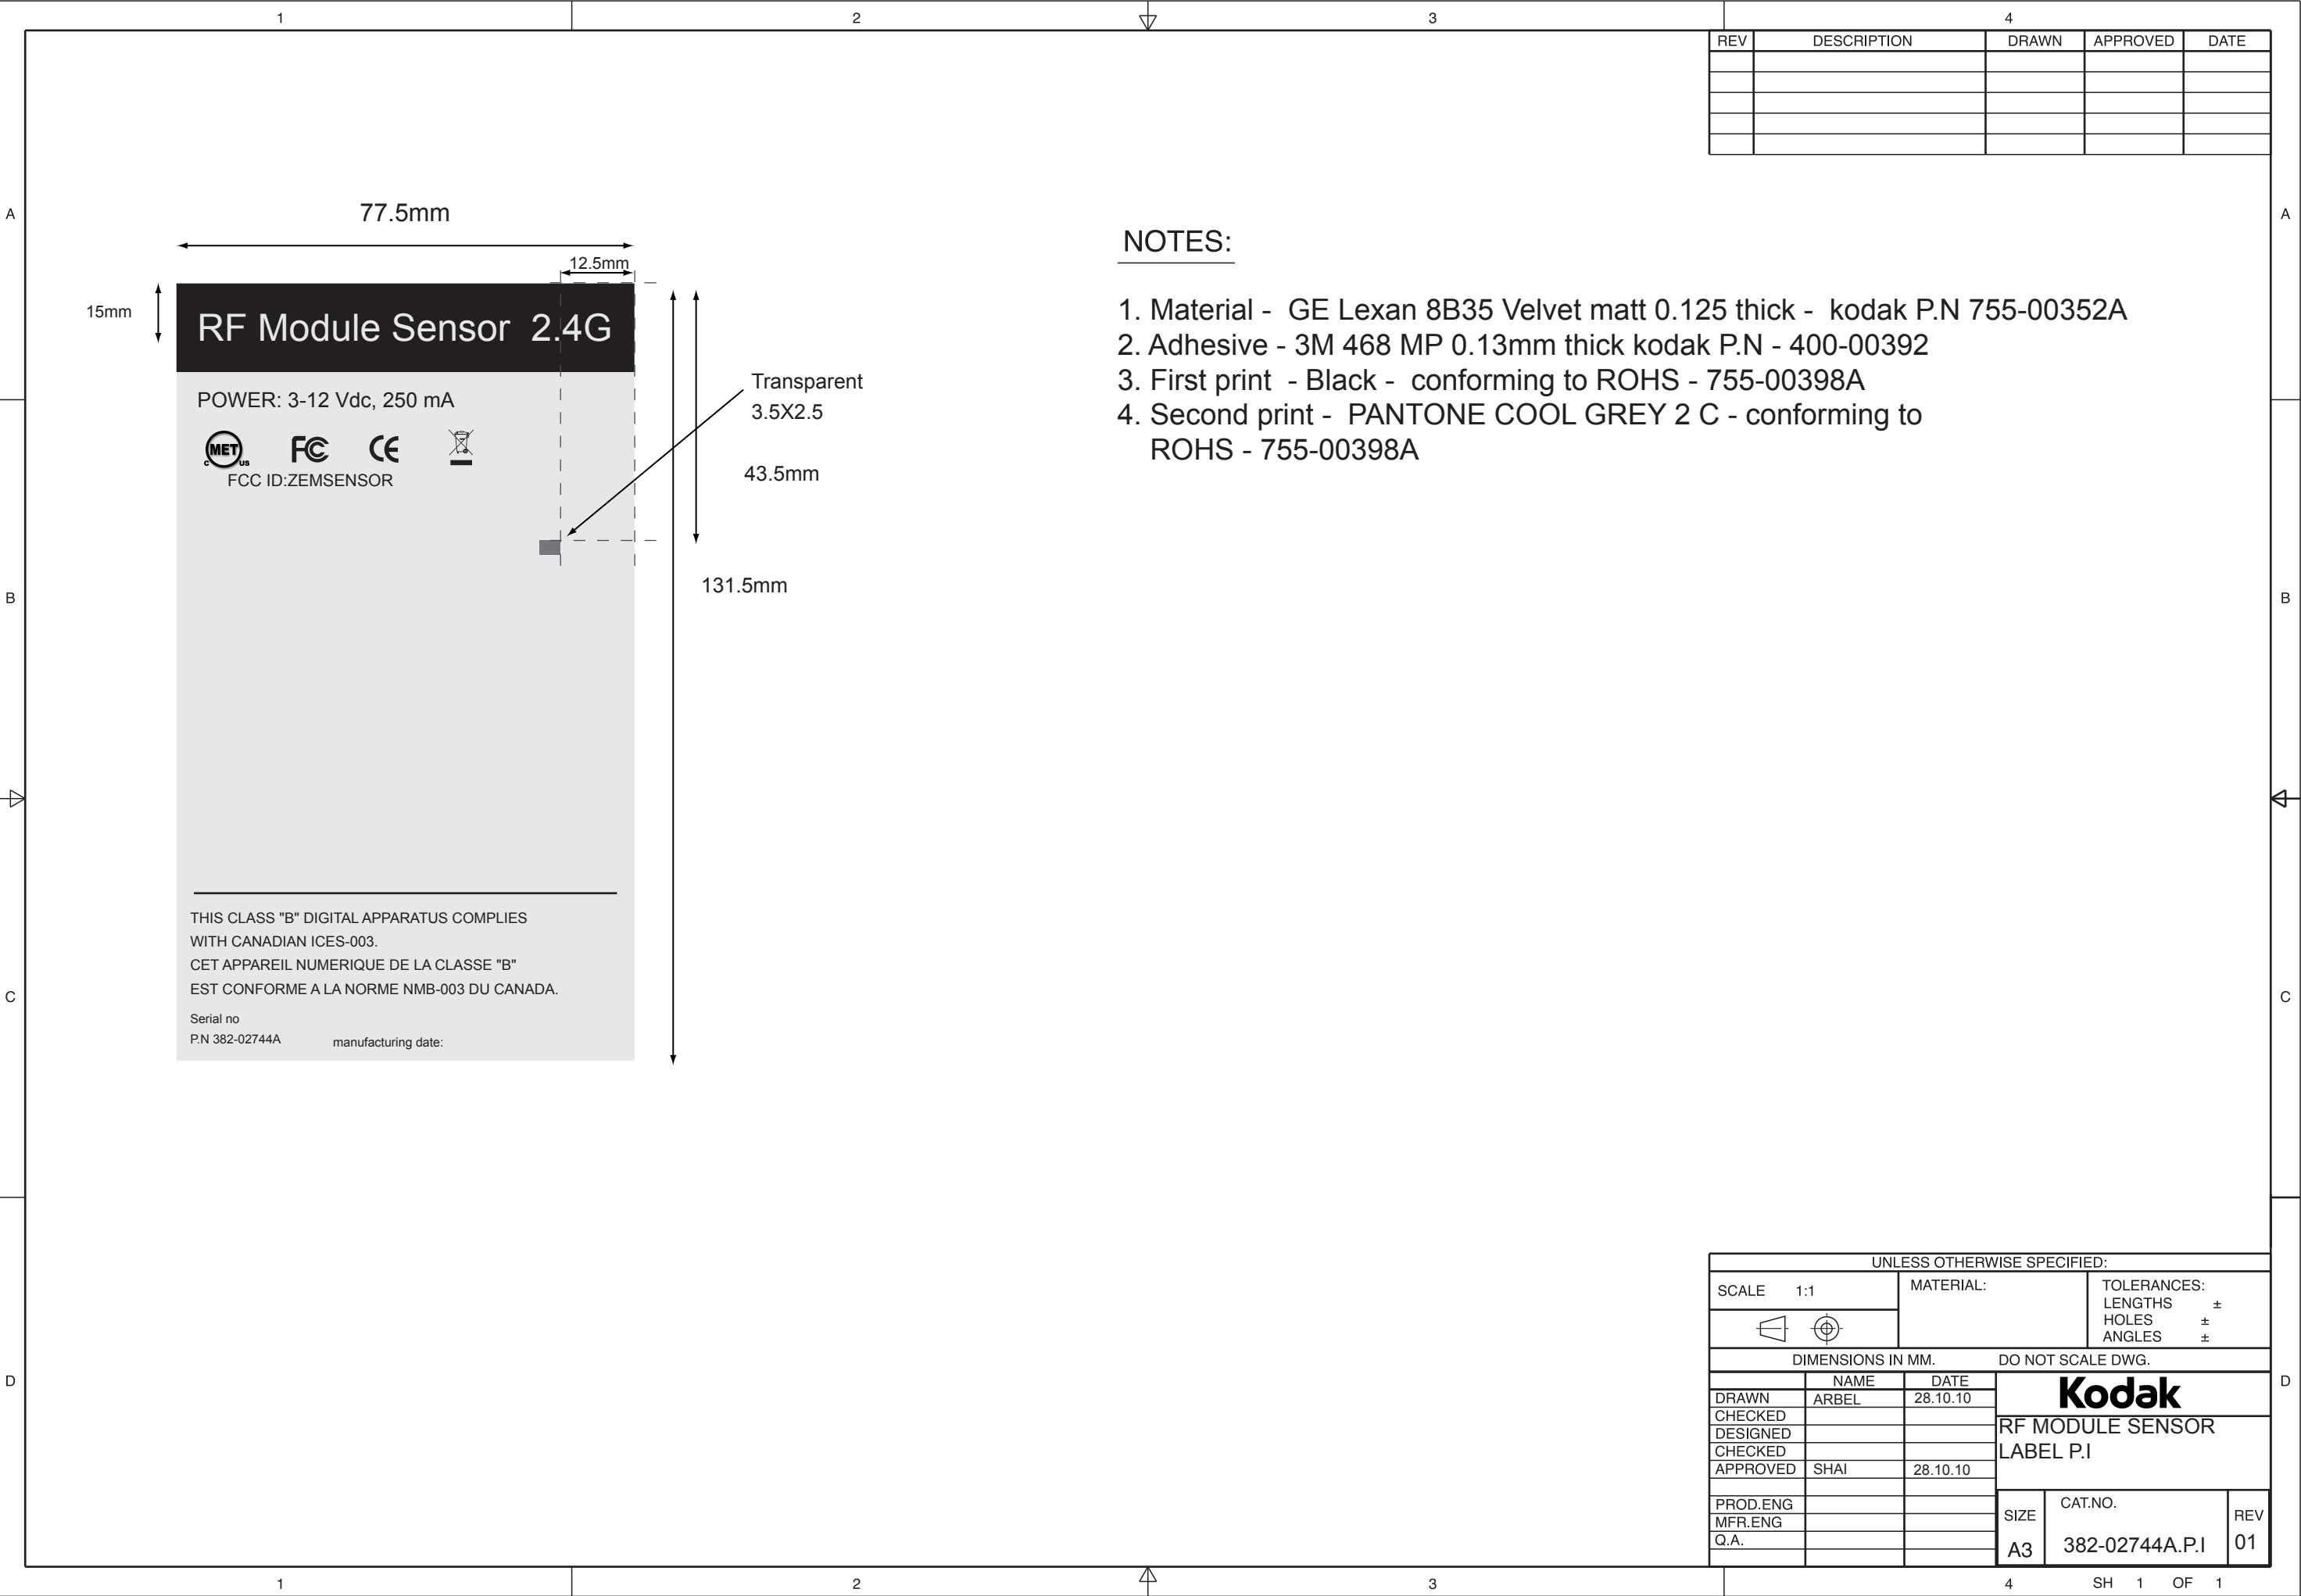 1 2 3 4
REV DESCRIPTION DRAWN APPROVED DATE
A A
77.5mm
12.5mm
15mm
RF Module Sensor 2.4G
POWER: 3-12 Vdc, 250 mA
c MET us FC CE
FCC ID:ZEMSENSOR
Transparent
3.5X2.5
43.5mm
131.5mm
NOTES:
1. Material - GE Lexan 8B35 Velvet matt 0.125 thick - kodak P.N 755-00352A
2. Adhesive - 3M 468 MP 0.13mm thick kodak P.N - 400-00392
3. First print - Black - conforming to ROHS - 755-00398A
4. Second print - PANTONE COOL GREY 2 C - conforming to
ROHS - 755-00398A
B B
THIS CLASS "B" DIGITAL APPARATUS COMPLIES
WITH CANADIAN ICES-003.
CET APPAREIL NUMERIQUE DE LA CLASSE "B"
EST CONFORME A LA NORME NMB-003 DU CANADA.
Serial no
P.N 382-02744A manufacturing date:
C C
UNLESS OTHERWISE SPECIFIED:
SCALE 1:1
MATERIAL:
TOLERANCES:
LENGTHS ±
HOLES ±
ANGLES ±
DIMENSIONS IN MM. DO NOT SCALE DWG.
D D
NAME DATE
DRAWN ARBEL 28.10.10
CHECKED
DESIGNED
CHECKED
APPROVED SHAI 28.10.10
PROD.ENG
MFR.ENG
Q.A.
Kodak
RF MODULE SENSOR
LABEL P.I
SIZE
A3
CAT.NO.
382-02744A.P.I
REV
01
1 2 3 4
SH 1 OF 1